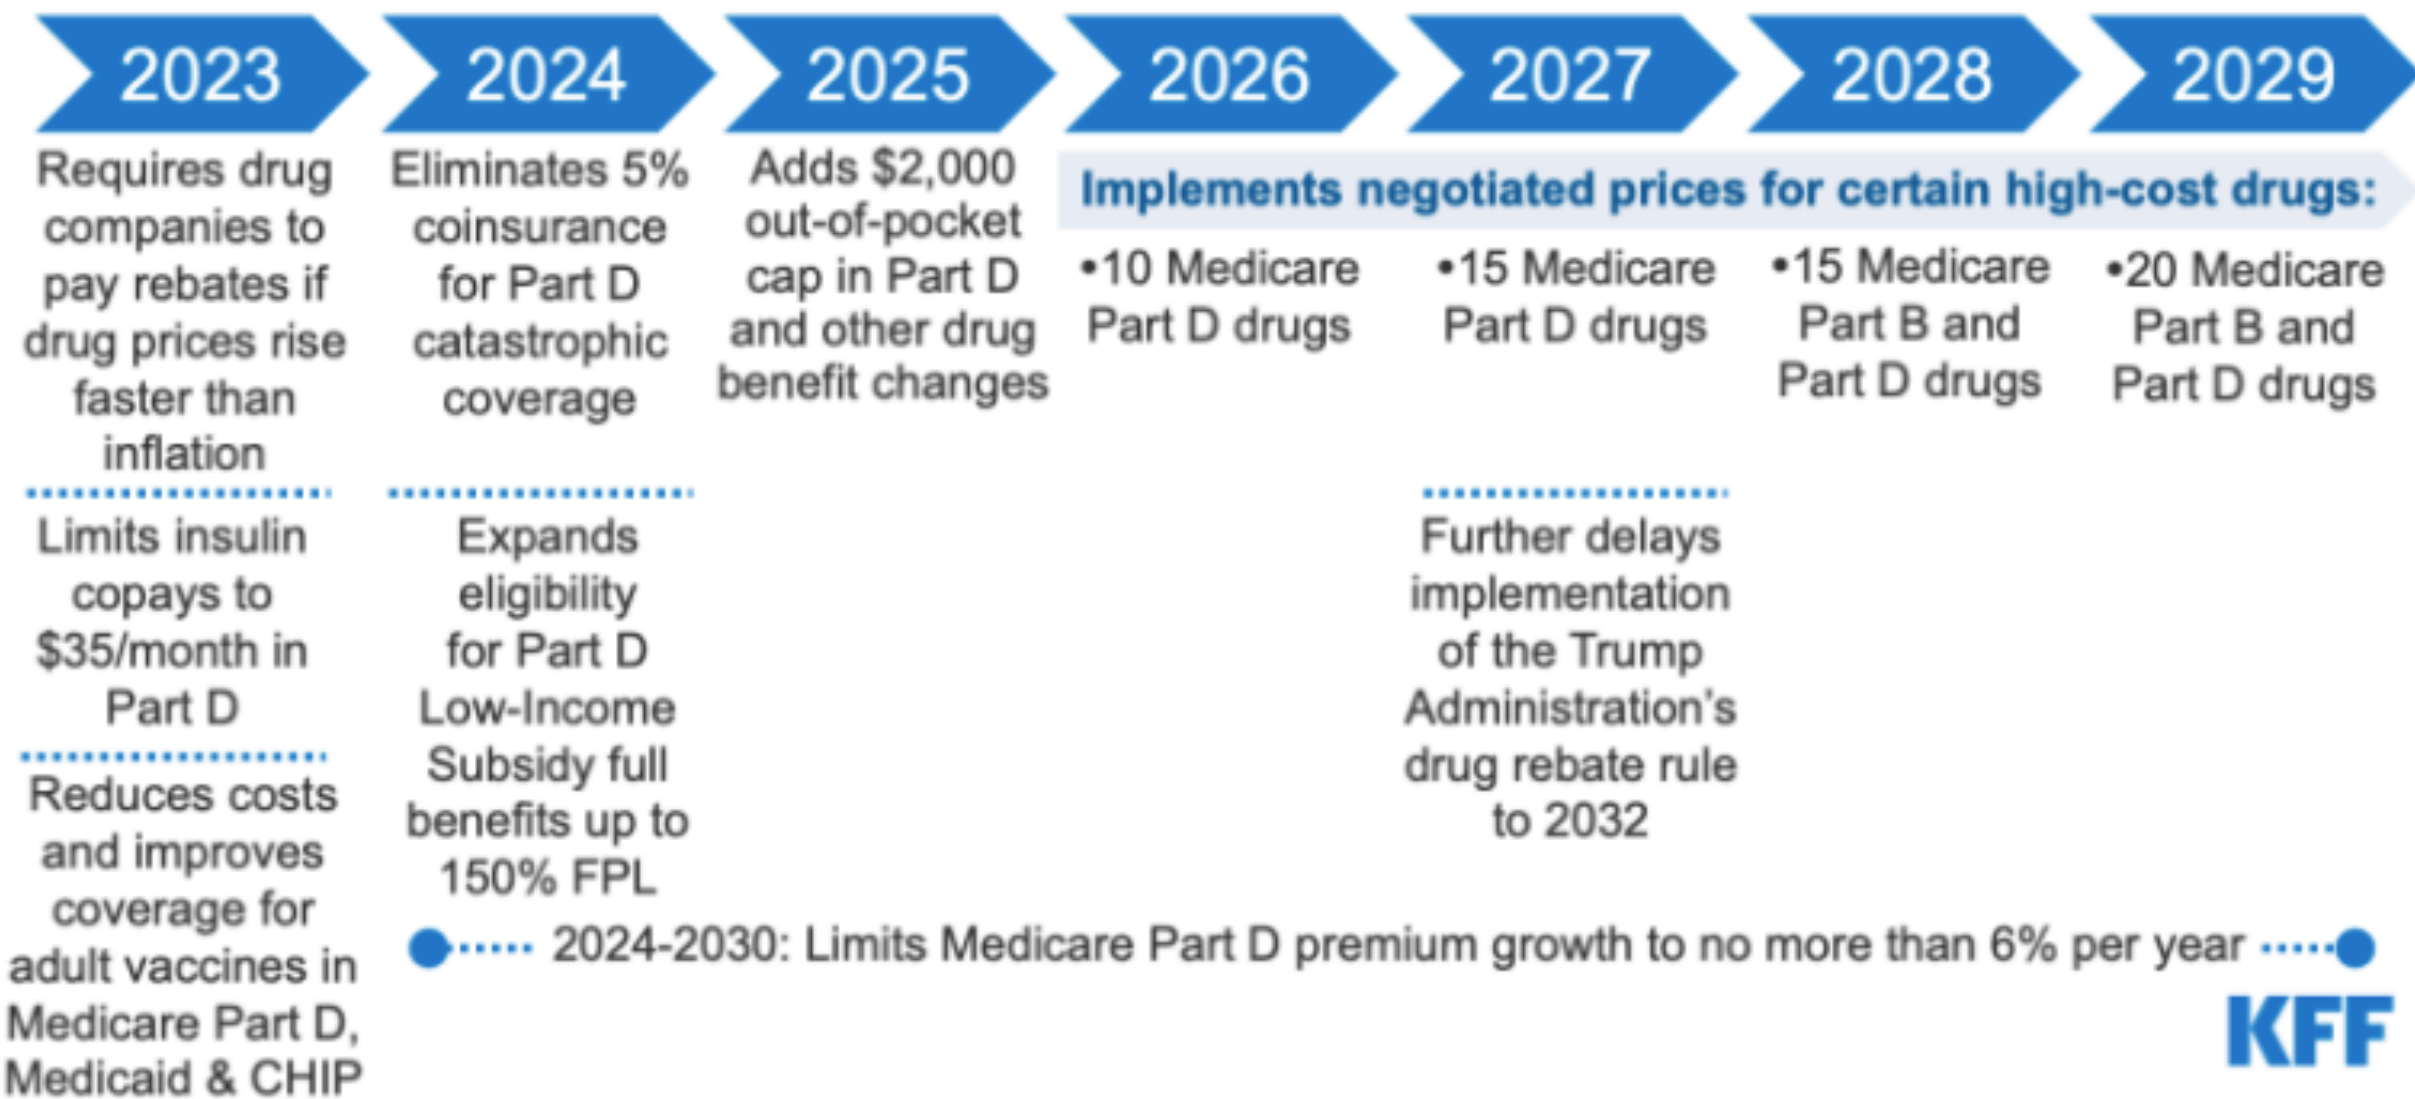 2023
2024
2025
2026
2027
2028
2029
Requires drug
companies to
pay rebates if
drug prices rise
faster than
inflation
Limits insulin
copays to
$35/month in
Part D
Reduces costs
and improves
coverage for
adult vaccines in
Medicare Part D,
Medicaid & CHIP
Eliminates 5%
coinsurance
for Part D
catastrophic
coverage
Expands
eligibility
for Part D
Low-Income
Subsidy full
benefits up to
150% FPL
Adds $2,000
out-of-pocket
cap in Part D
and other drug
benefit changes
Implements negotiated prices for certain high-cost drugs:
•10 Medicare
Part D drugs
•15 Medicare
Part D drugs
Further delays
implementation
of the Trump
Administration's
drug rebate rule
to 2032
•15 Medicare
Part B and
Part D drugs
•20 Medicare
Part B and
Part D drugs
2024-2030: Limits Medicare Part D premium growth to no more than 6% per year
KFF